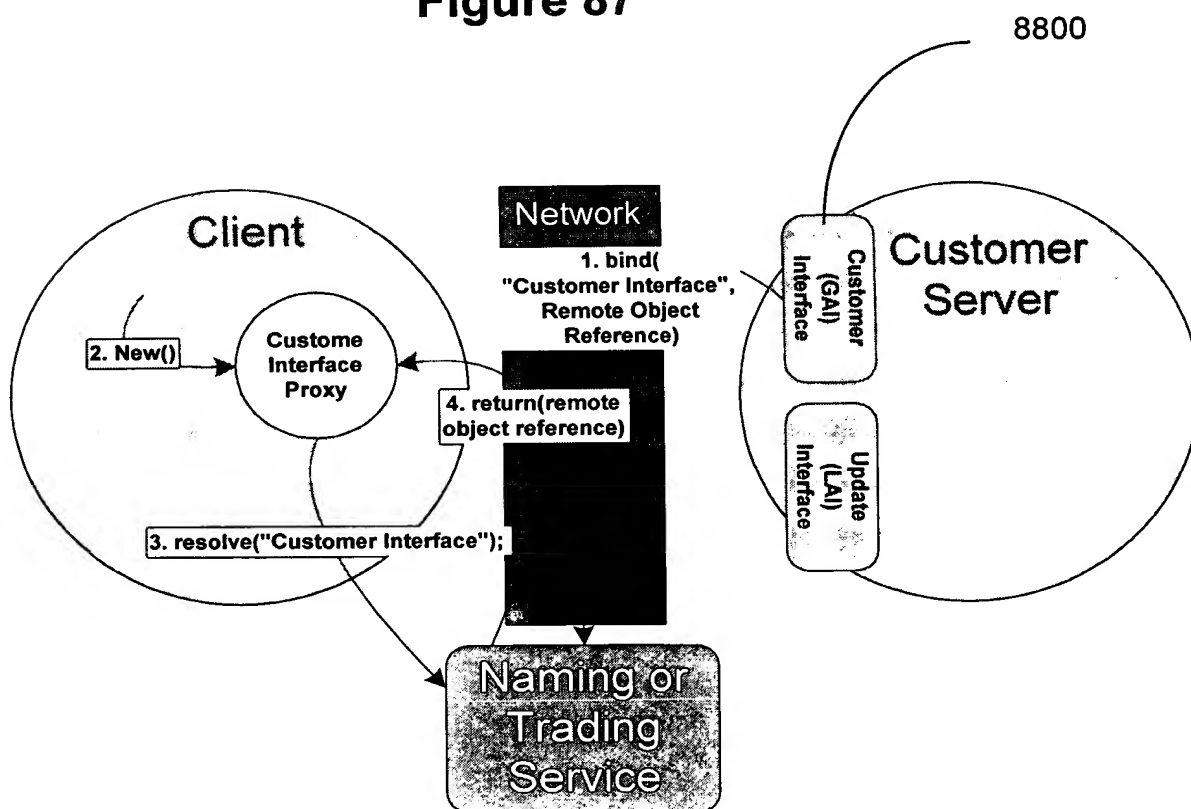 Figure 87
8800
Client
Network
1. bind(
"Customer Interface",
Remote Object
Reference)
Customer
(GAI)
Interface
Customer
Server
2. New()
Custome
Interface
Proxy
4. return(remote
object reference)
Update
(LAI)
Interface
3. resolve("Customer Interface");
Naming or
Trading
Service